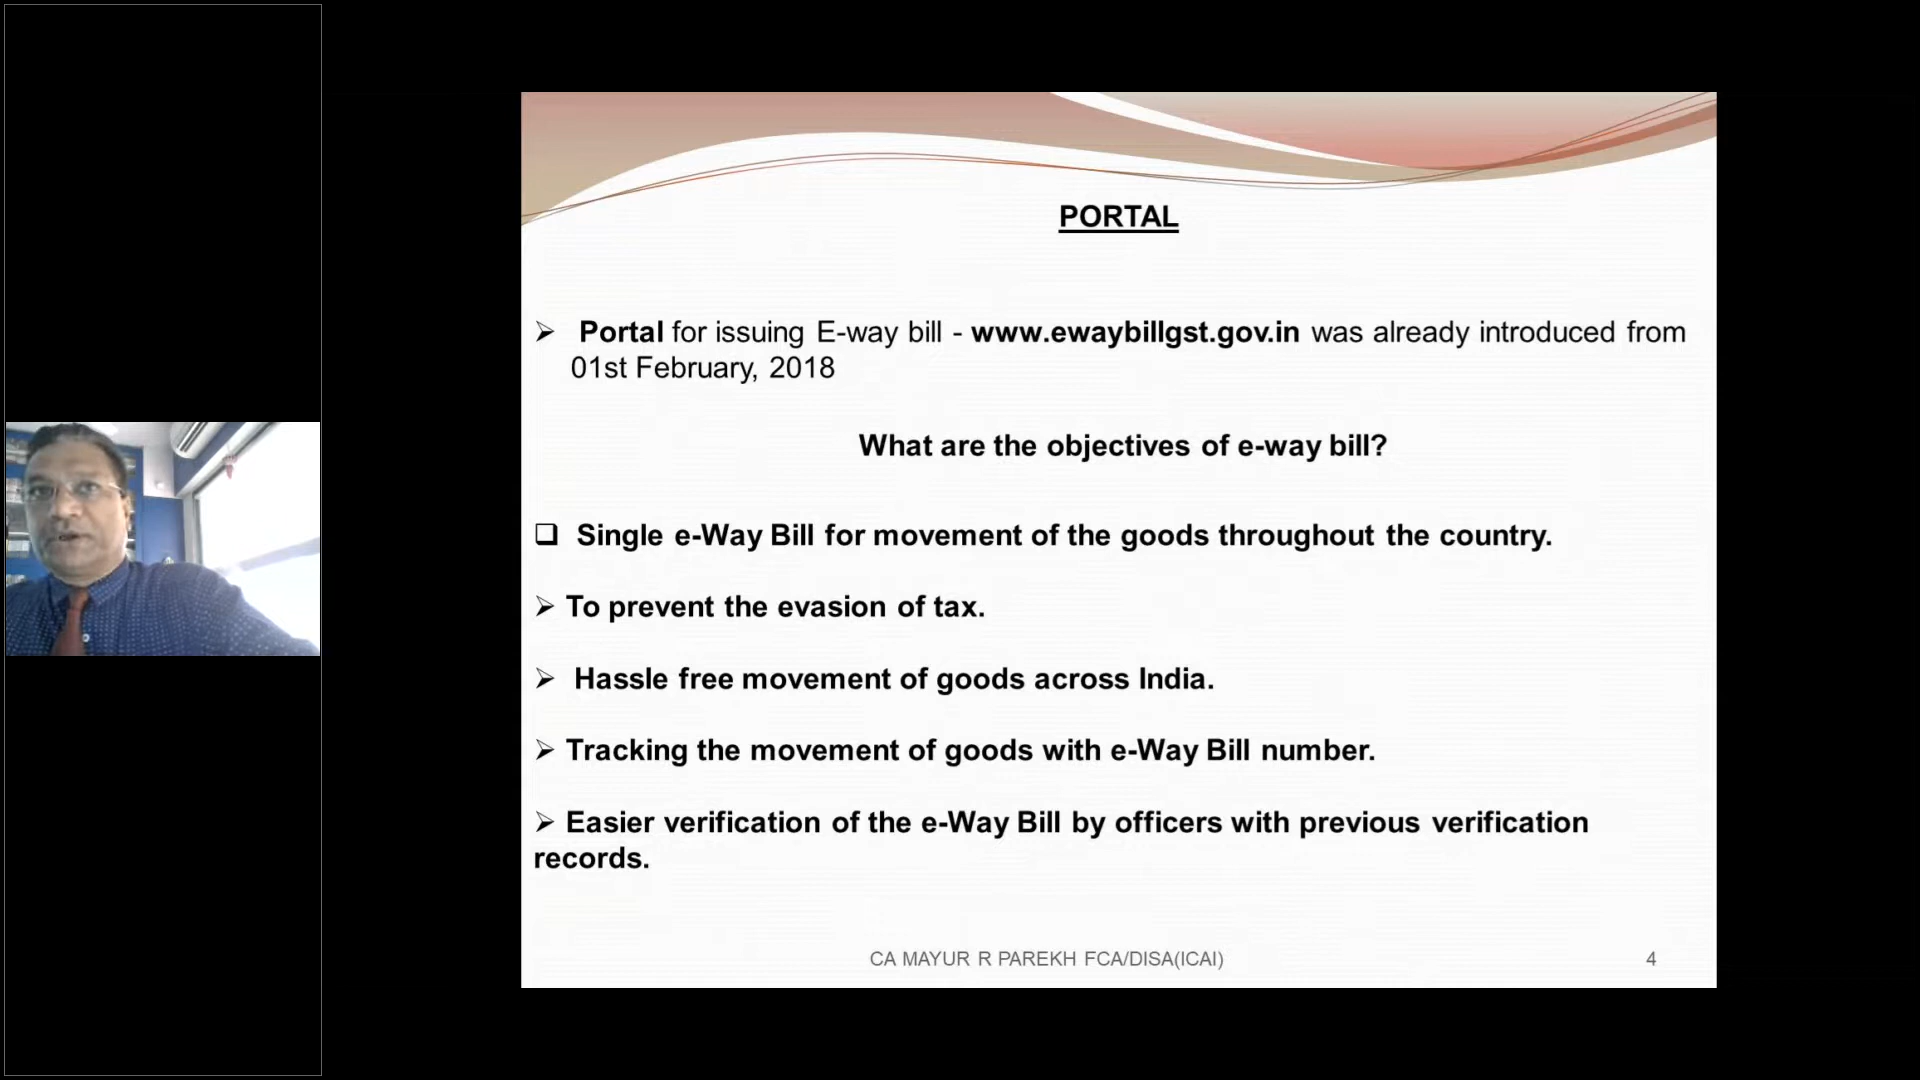 PORTAL
Portal for issuing E-way bill - www.ewaybillgst.gov.in was already introduced from
01st February, 2018
What are the objectives of e-way bill?
Single e-Way Bill for movement of the goods throughout the country.
To prevent the evasion of tax.
Hassle free movement of goods across India.
Tracking the movement of goods with e-Way Bill number.
Easier verification of the e-Way Bill by officers with previous verification
records.
CA MAYUR R PAREKH FCA/DISA(ICAI)
4